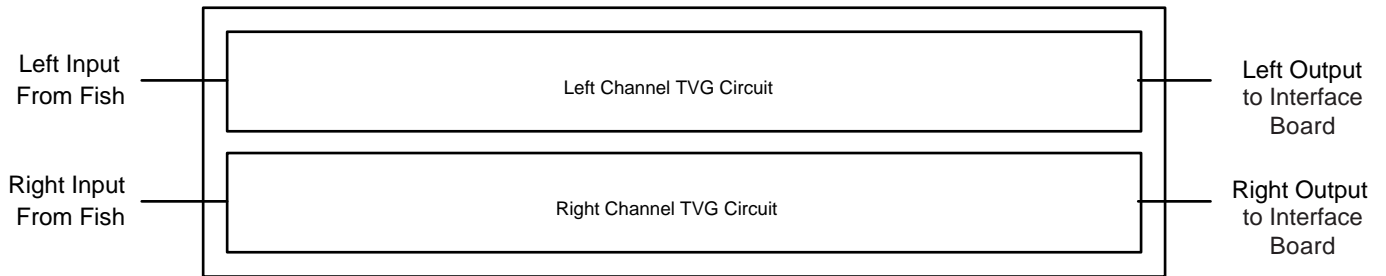 Left Input
From Fish
Left Channel TVG Circuit
Left Output
to Interface
Board
Right Input
From Fish
Right Channel TVG Circuit
Right Output
to Interface
Board